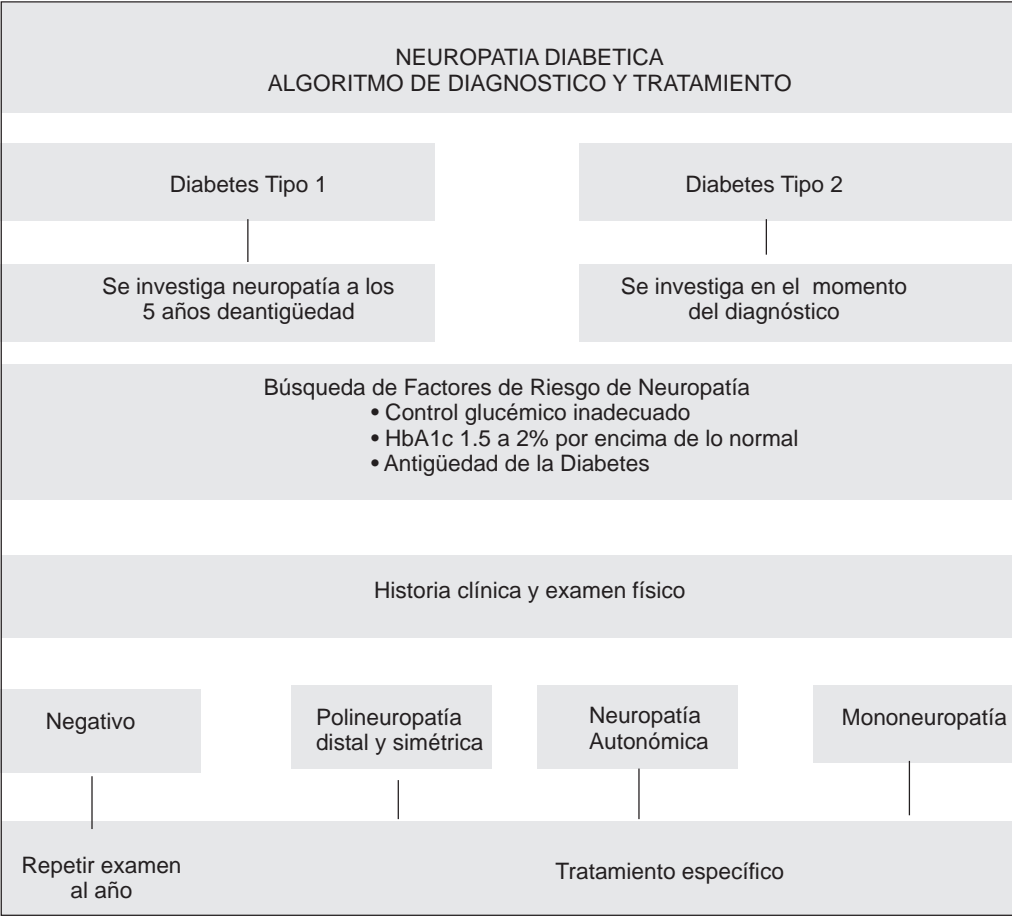 NEUROPATIA DIABETICA
ALGORITMO DE DIAGNOSTICO Y TRATAMIENTO
Diabetes Tipo 1
Diabetes Tipo 2
Se investiga neuropatía a los
5 años deantigüedad
Se investiga en el momento
del diagnóstico
Búsqueda de Factores de Riesgo de Neuropatía
• Control glucémico inadecuado
• HbA1c 1.5 a 2% por encima de lo normal
• Antigüedad de la Diabetes
Historia clínica y examen físico
Negativo
Polineuropatía
distal y simétrica
Neuropatía
Autonómica
Mononeuropatía
Repetir examen
al año
Tratamiento específico